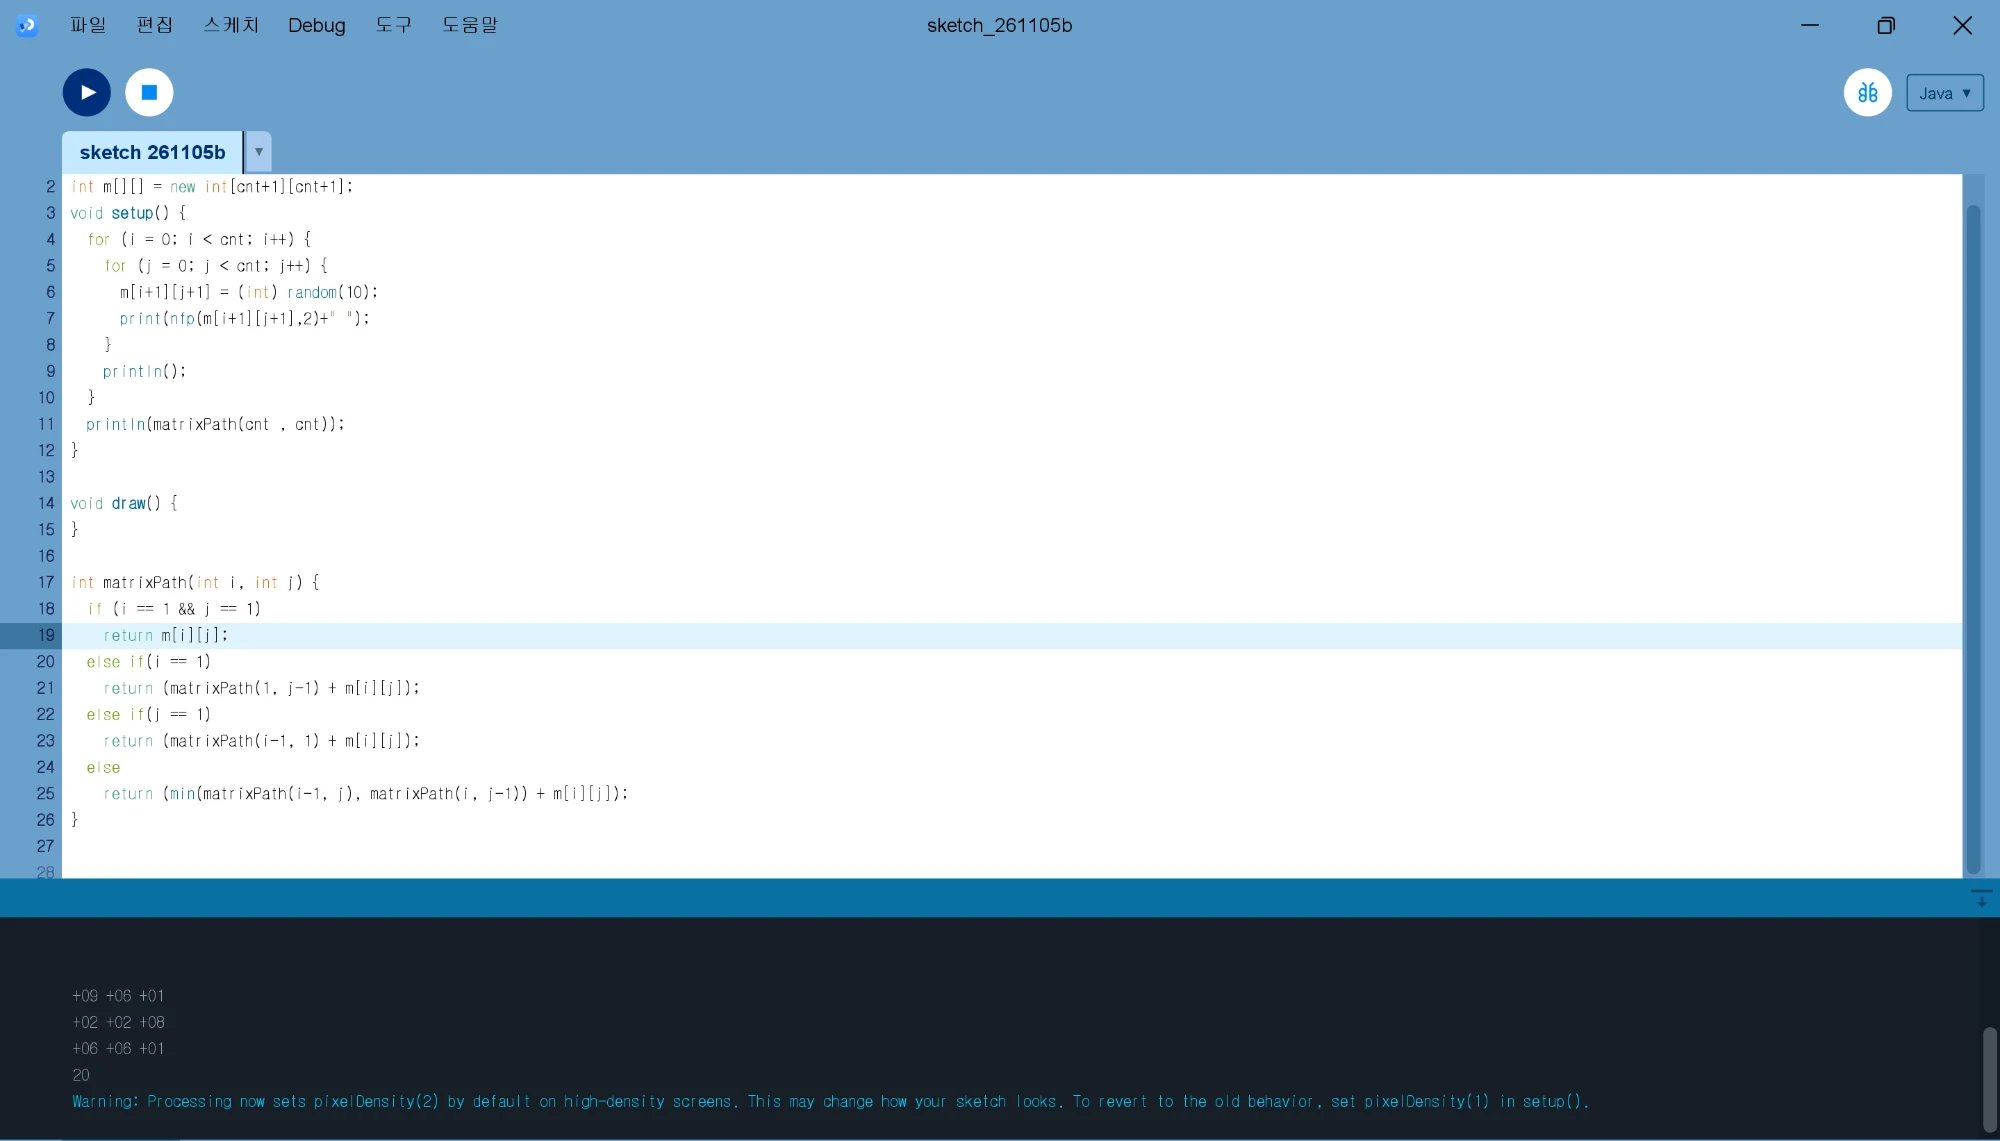 파일 편집 스케치 Debug 도구 도움말 sketch_261105b
Java ▼
sketch 261105b ▼
2 int m[][] = new int[cnt+1][cnt+1];
3 void setup() {
4   for (i = 0; i < cnt; i++) {
5     for (j = 0; j < cnt; j++) {
6       m[i+1][j+1] = (int) random(10);
7       print(nfp(m[i+1][j+1],2)+" ");
8     }
9     println();
10   }
11   println(matrixPath(cnt , cnt));
12 }
13
14 void draw() {
15 }
16
17 int matrixPath(int i, int j) {
18   if (i == 1 && j == 1)
19     return m[i][j];
20   else if(i == 1)
21     return (matrixPath(1, j-1) + m[i][j]);
22   else if(j == 1)
23     return (matrixPath(i-1, 1) + m[i][j]);
24   else
25     return (min(matrixPath(i-1, j), matrixPath(i, j-1)) + m[i][j]);
26 }
27
28
+09 +06 +01
+02 +02 +08
+06 +06 +01
20
Warning: Processing now sets pixelDensity(2) by default on high-density screens. This may change how your sketch looks. To revert to the old behavior, set pixelDensity(1) in setup().